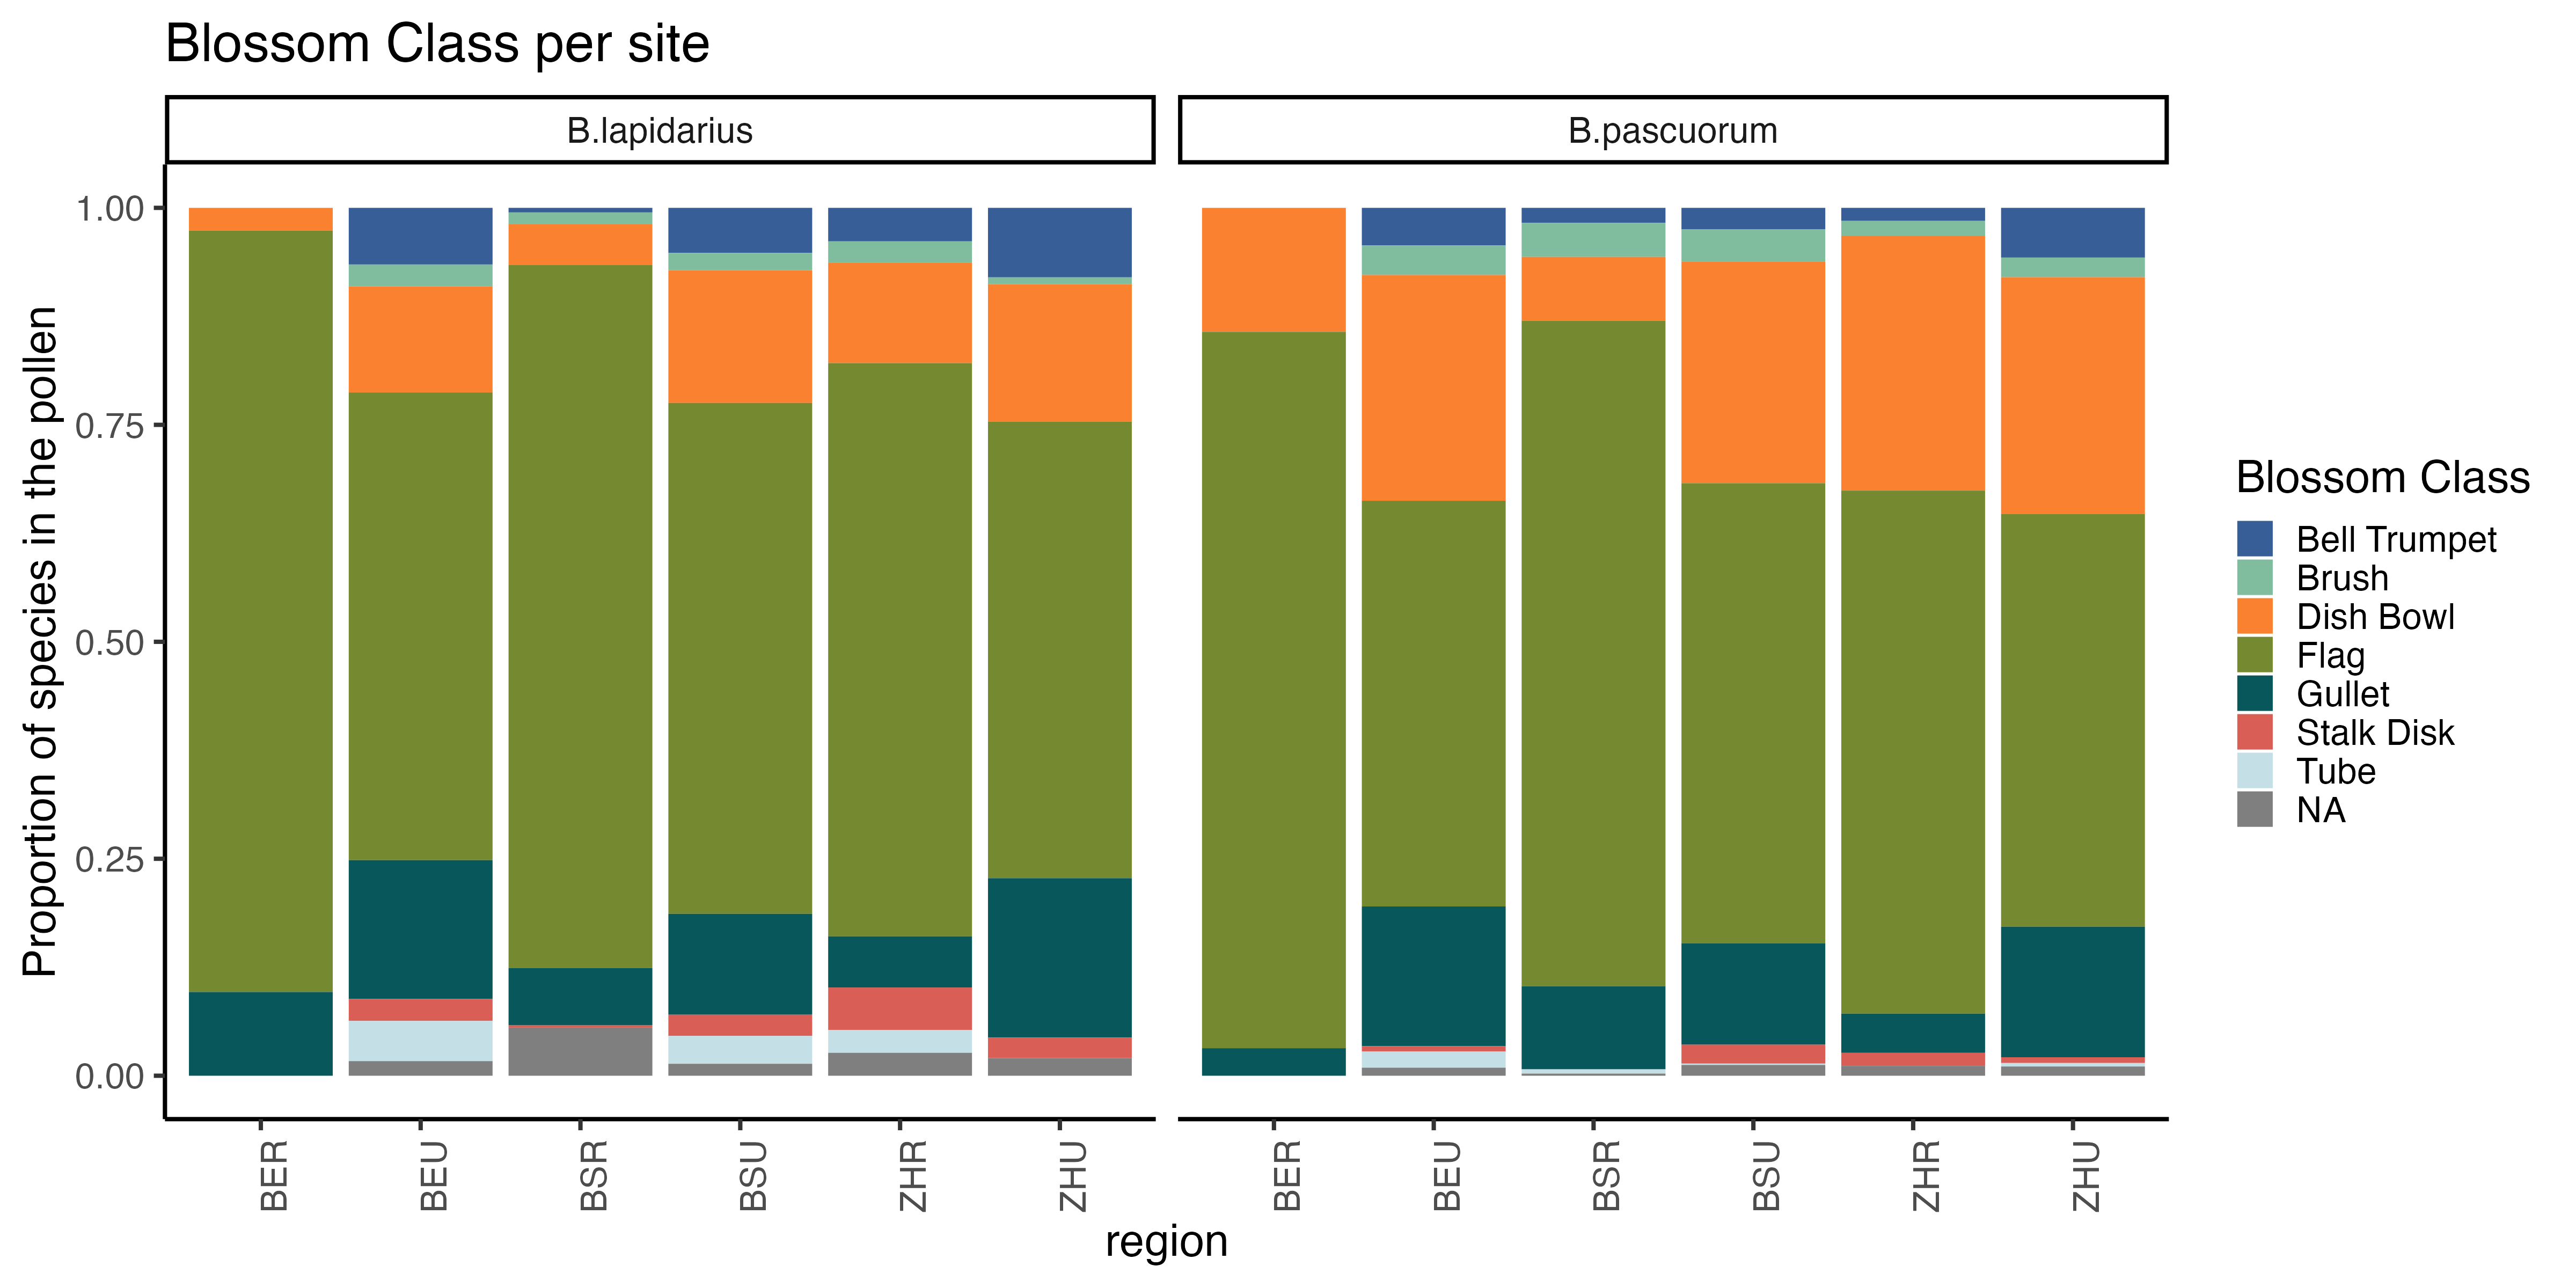 Blossom Class per site
B.lapidarius
B.pascuorum
Proportion of species in the pollen
1.00
0.75
0.50
0.25
0.00
BER
BEU
BSR
BSU
ZHR
ZHU
BER
BEU
BSR
BSU
ZHR
ZHU
region
Blossom Class
Bell Trumpet
Brush
Dish Bowl
Flag
Gullet
Stalk Disk
Tube
NA